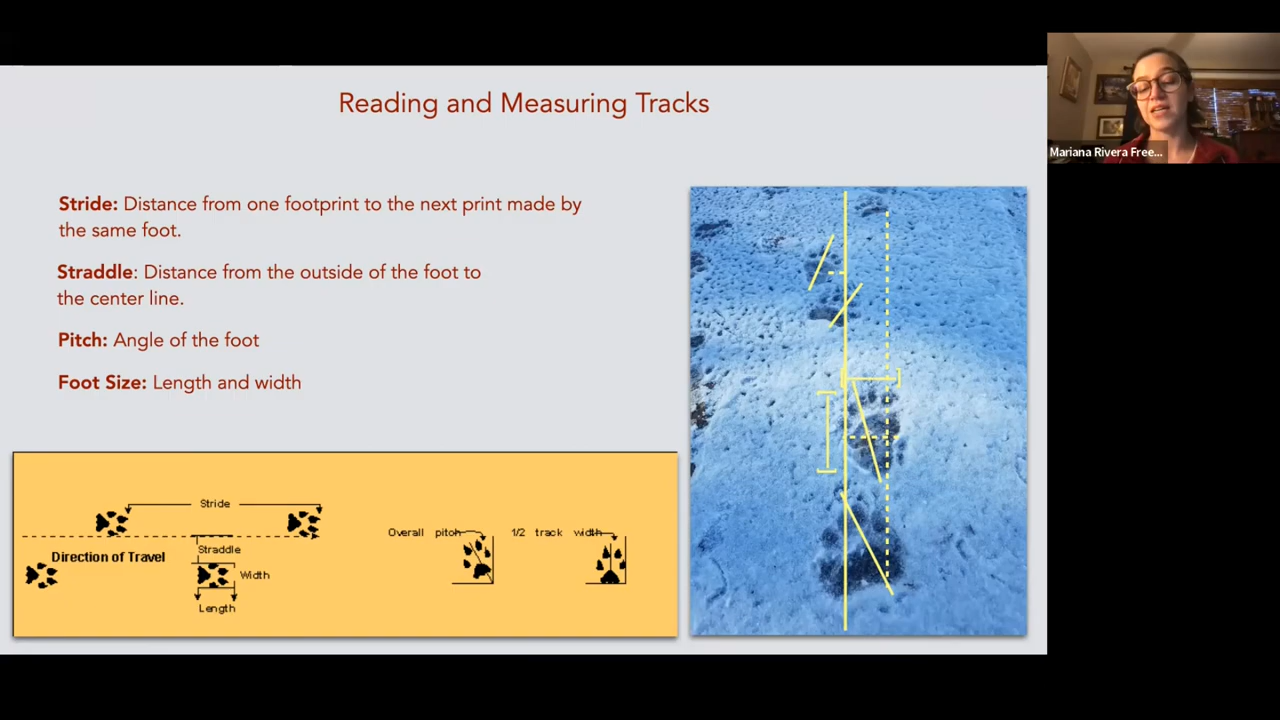 Reading and Measuring Tracks
Mariana Rivera Free...
Stride: Distance from one footprint to the next print made by
the same foot.
Straddle: Distance from the outside of the foot to
the center line.
Pitch: Angle of the foot
Foot Size: Length and width
Stride
Direction of Travel
Straddle
Width
Length
Overall pitch
1/2 track width